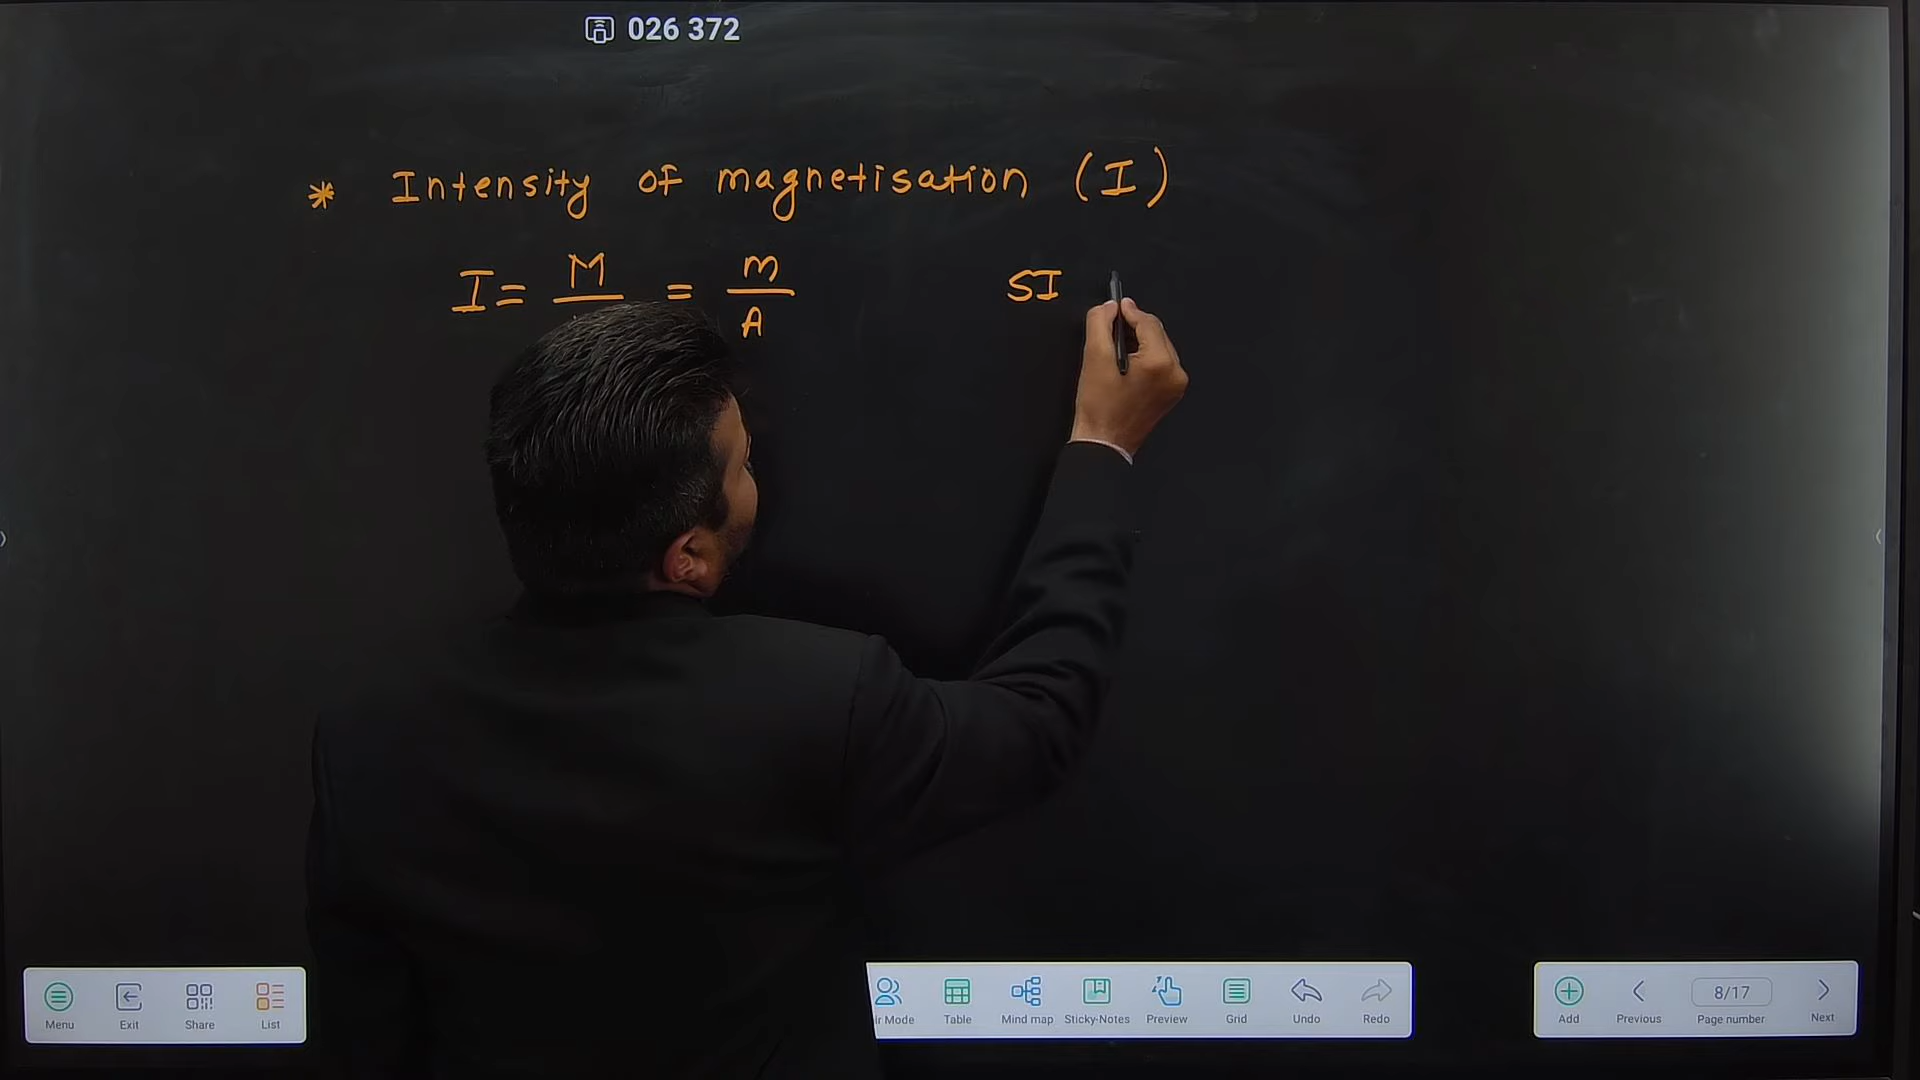 026 372
* Intensity of magnetisation (I)
I = M = m/A
SI
Menu Exit Share List
Mode Table Mind map Sticky-Notes Preview Grid Undo Redo
Add Previous 8/17 Page number Next